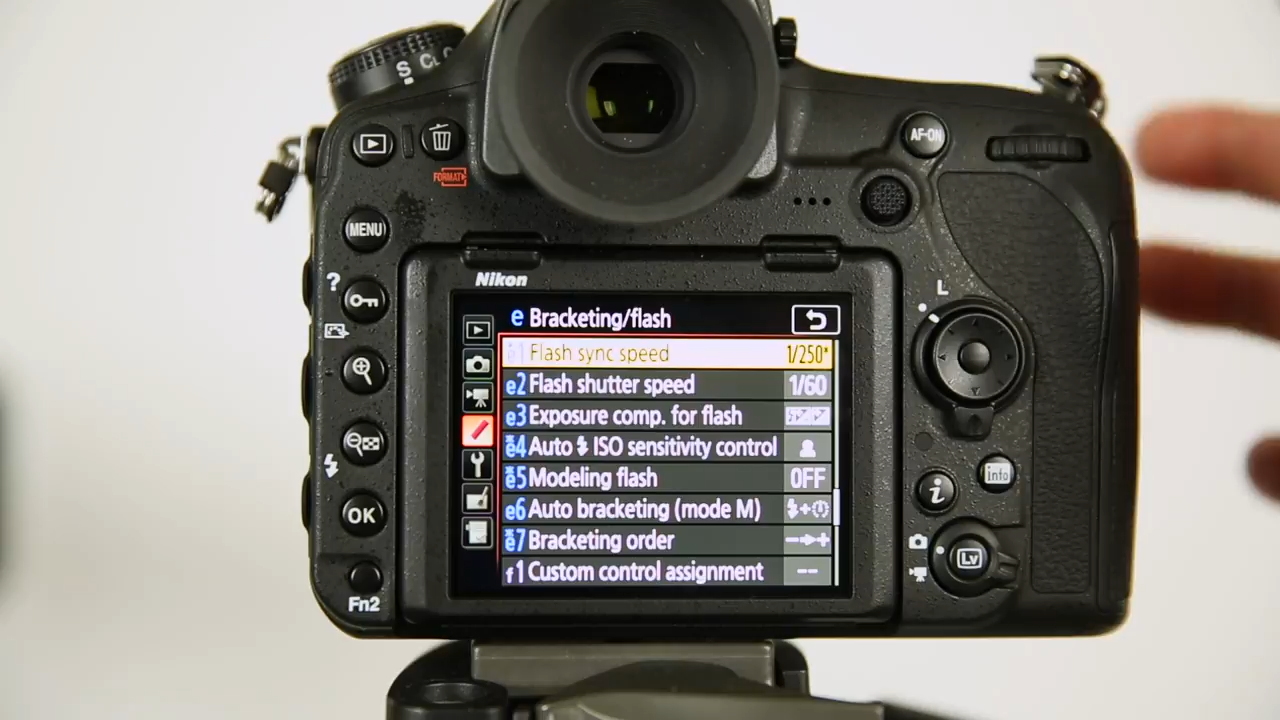 S CL
AF-ON
FORMAT
MENU
?
Nikon
L
e Bracketing/flash
e1 Flash sync speed 1/250*
e2 Flash shutter speed 1/60
e3 Exposure comp. for flash
e4 Auto ISO sensitivity control
e5 Modeling flash OFF
e6 Auto bracketing (mode M)
e7 Bracketing order
f1 Custom control assignment --
info
i
OK
Lv
Fn2